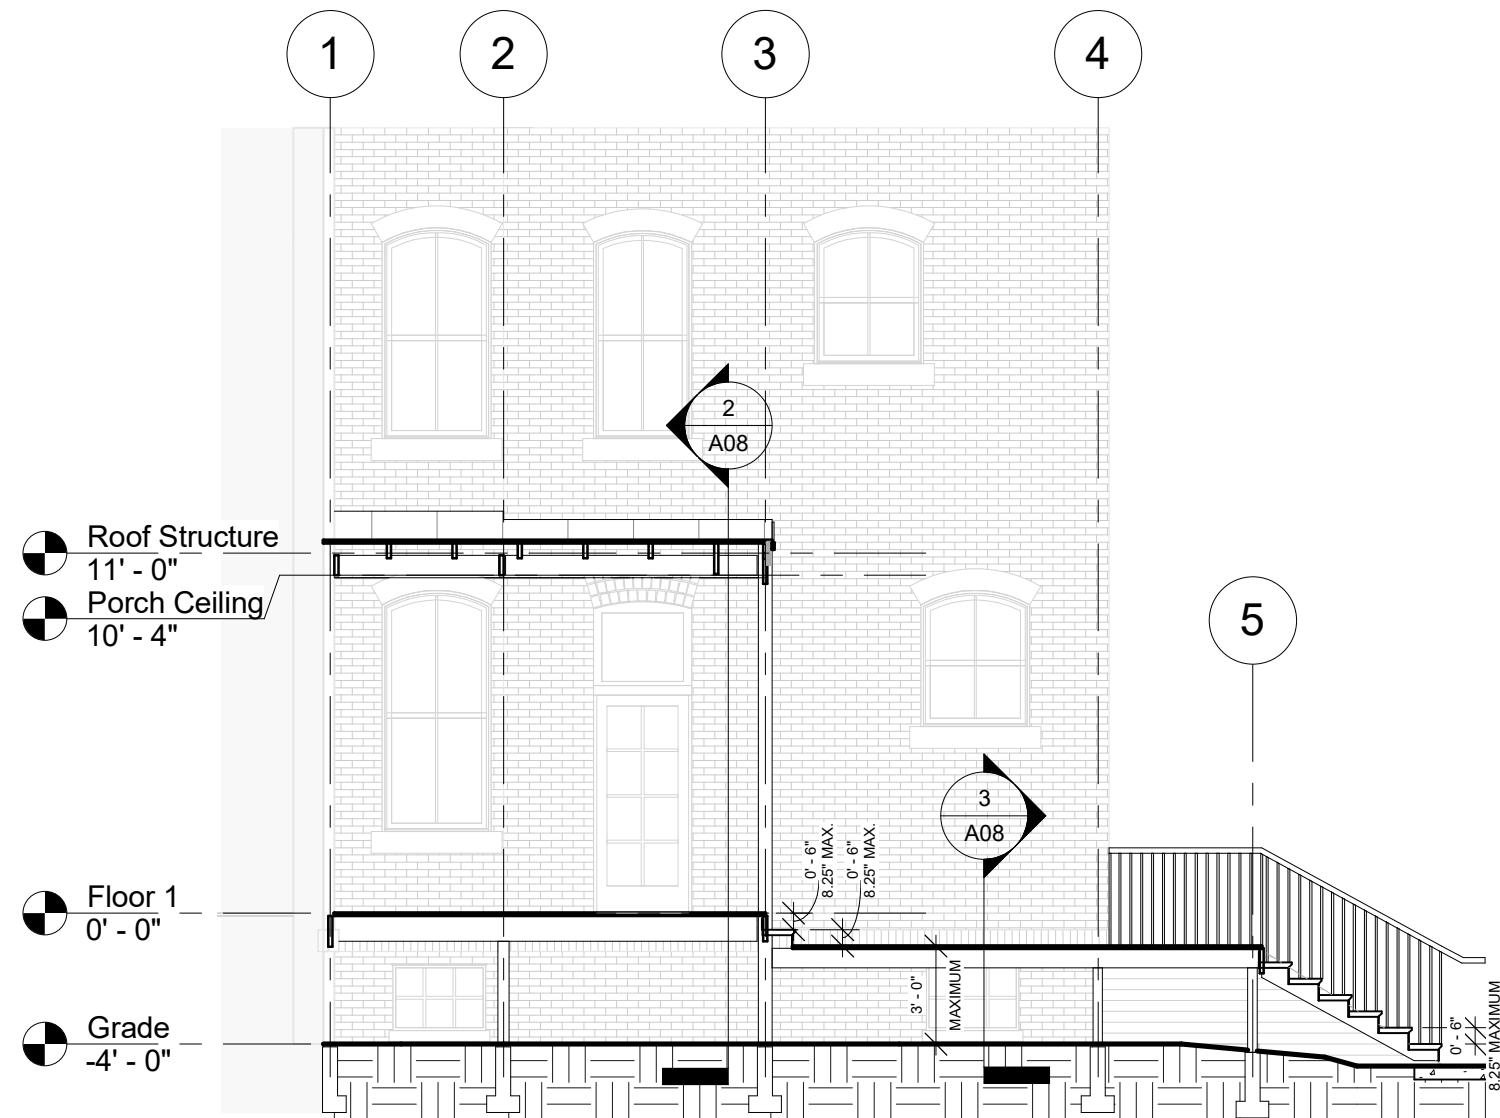 1
2
3
4
2
A08
Roof Structure
11' - 0"
Porch Ceiling
10' - 4"
5
3
A08
0' - 6"
8.25" MAX.
0' - 6"
8.25" MAX.
Floor 1
0' - 0"
3' - 0"
MAXIMUM
Grade
-4' - 0"
0' - 6"
8.25" MAXIMUM